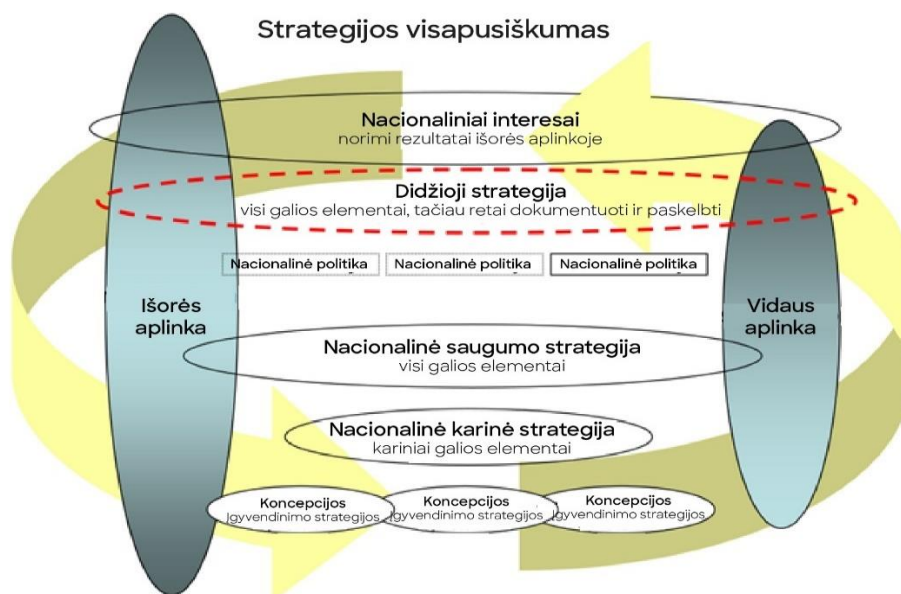 Strategijos visapusiškumas
Nacionaliniai interesai
norimi rezultatai išorės aplinkoje
Didžioji strategija
visi galios elementai, tačiau retai dokumentuoti ir paskelbti
Nacionalinė politika
Nacionalinė politika
Nacionalinė politika
Išorės
aplinka
Vidaus
aplinka
Nacionalinė saugumo strategija
visi galios elementai
Nacionalinė karinė strategija
kariniai galios elementai
Koncepcijos
Įgyvendinimo strategijos
Koncepcijos
Įgyvendinimo strategijos
Koncepcijos
Įgyvendinimo strategijos